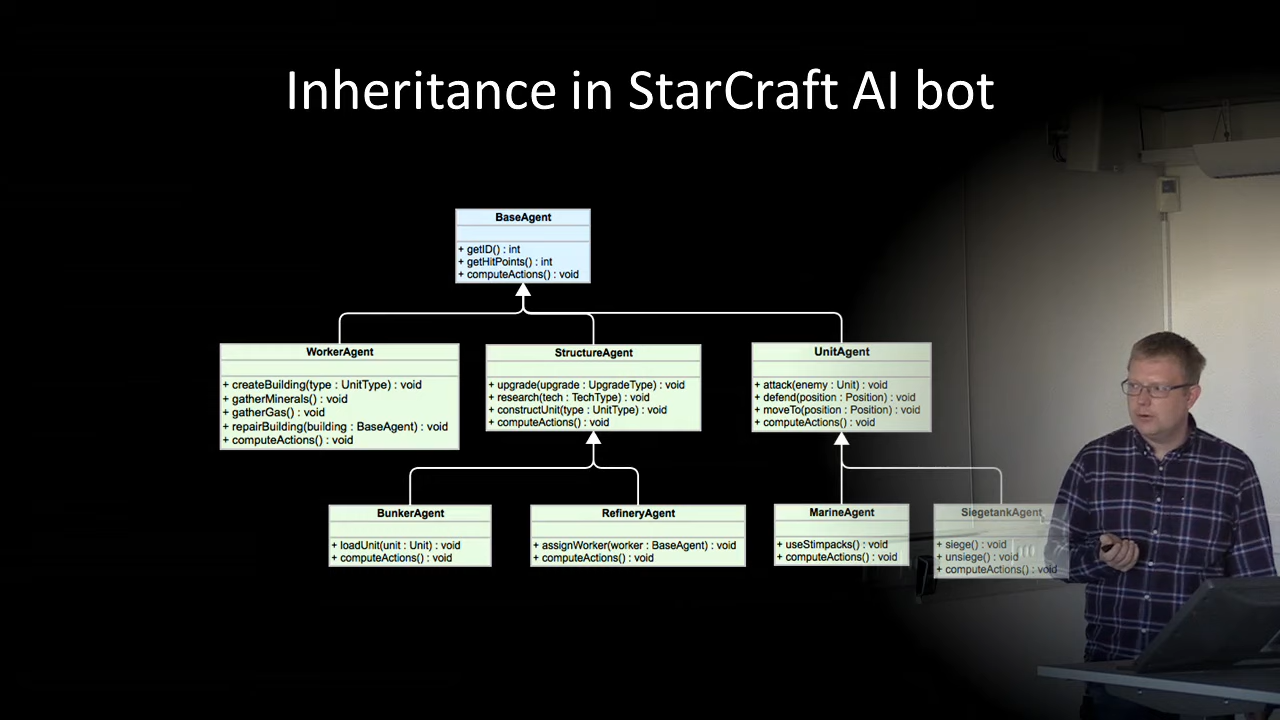 Inheritance in StarCraft AI bot
BaseAgent
+ getID() : int
+ getHitPoints() : int
+ computeActions() : void
WorkerAgent
+ createBuilding(type : UnitType) : void
+ gatherMinerals() : void
+ gatherGas() : void
+ repairBuilding(building : BaseAgent) : void
+ computeActions() : void
StructureAgent
+ upgrade(upgrade : UpgradeType) : void
+ research(tech : TechType) : void
+ constructUnit(type : UnitType) : void
+ computeActions() : void
UnitAgent
+ attack(enemy : Unit) : void
+ defend(position : Position) : void
+ moveTo(position : Position) : void
+ computeActions() : void
BunkerAgent
+ loadUnit(unit : Unit) : void
+ computeActions() : void
RefineryAgent
+ assignWorker(worker : BaseAgent) : void
+ computeActions() : void
MarineAgent
+ useStimpacks() : void
+ computeActions() : void
SiegetankAgent
+ siege() : void
+ unsiege() : void
+ computeActions() : void